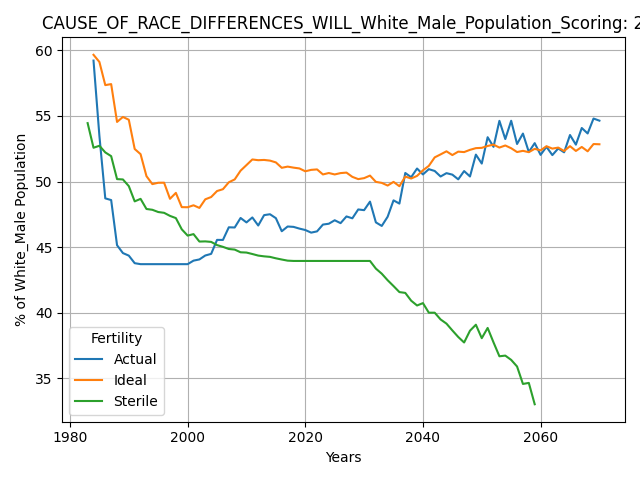 CAUSE_OF_RACE_DIFFERENCES_WILL_White_Male_Population_Scoring: 2
% of White_Male Population
60
55
50
45
40
35
Fertility
Actual
Ideal
Sterile
1980
2000
2020
2040
2060
Years